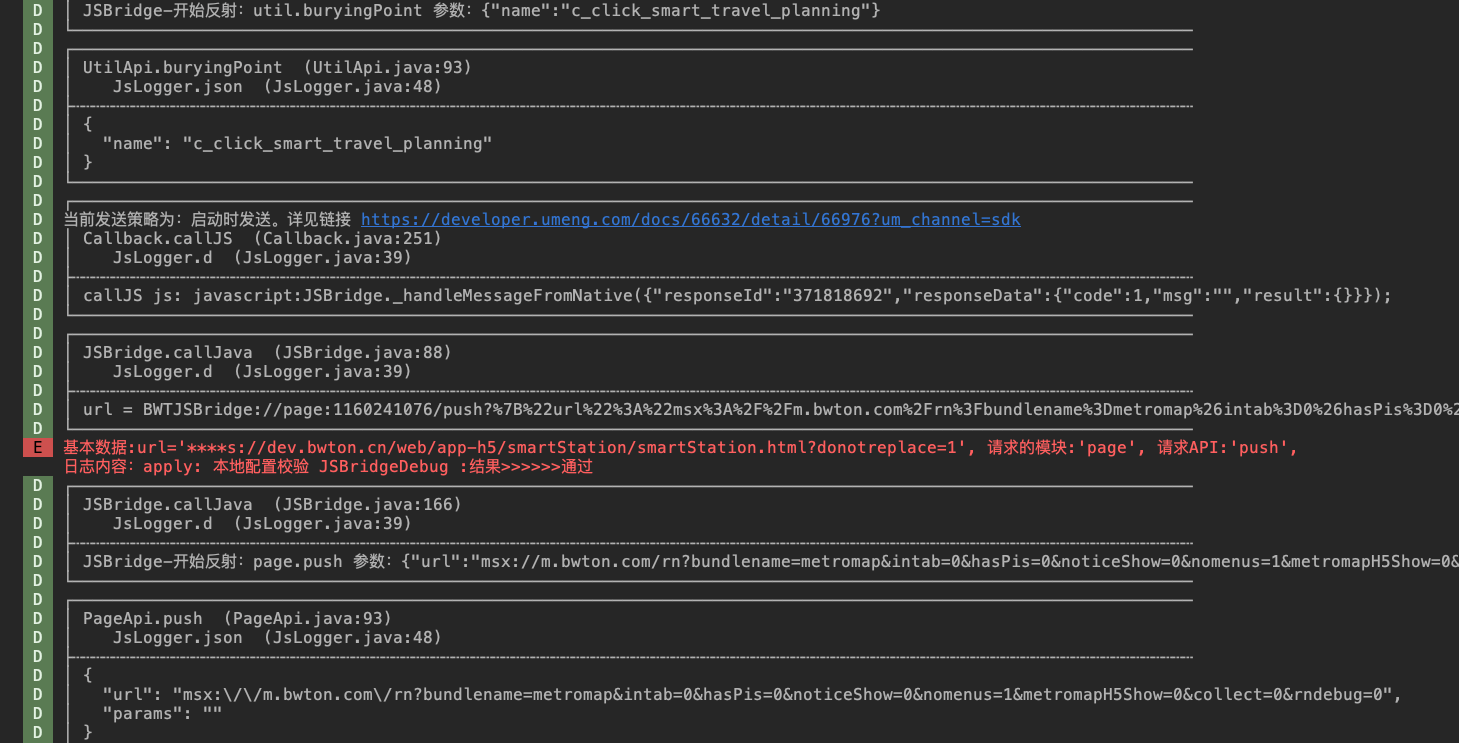 D JSBridge-开始反射: util.buryingPoint 参数: {"name":"c_click_smart_travel_planning"}
D
D
D UtilApi.buryingPoint  (UtilApi.java:93)
D    JsLogger.json  (JsLogger.java:48)
D
D {
D   "name": "c_click_smart_travel_planning"
D }
D
D
D 当前发送策略为: 启动时发送。详见链接 https://developer.umeng.com/docs/66632/detail/66976?um_channel=sdk
D Callback.callJS  (Callback.java:251)
D    JsLogger.d  (JsLogger.java:39)
D
D callJS js: javascript:JSBridge._handleMessageFromNative({"responseId":"371818692","responseData":{"code":1,"msg":"","result":{}}});
D
D
D JSBridge.callJava  (JSBridge.java:88)
D    JsLogger.d  (JsLogger.java:39)
D
D url = BWTJSBridge://page:1160241076/push?%7B%22url%22%3A%22msx%3A%2F%2Fm.bwton.com%2Frn%3Fbundlename%3Dmetromap%26intab%3D0%26hasPis%3D0%2
D
E 基本数据:url='****s://dev.bwton.cn/web/app-h5/smartStation/smartStation.html?donotreplace=1', 请求的模块:'page', 请求API:'push',
日志内容: apply: 本地配置校验 JSBridgeDebug :结果>>>>>>通过
D
D JSBridge.callJava  (JSBridge.java:166)
D    JsLogger.d  (JsLogger.java:39)
D
D JSBridge-开始反射: page.push 参数: {"url":"msx://m.bwton.com/rn?bundlename=metromap&intab=0&hasPis=0&noticeShow=0&nomenus=1&metromapH5Show=0&
D
D
D PageApi.push  (PageApi.java:93)
D    JsLogger.json  (JsLogger.java:48)
D
D {
D   "url": "msx:\/\/m.bwton.com\/rn?bundlename=metromap&intab=0&hasPis=0&noticeShow=0&nomenus=1&metromapH5Show=0&collect=0&rndebug=0",
D   "params": ""
D }